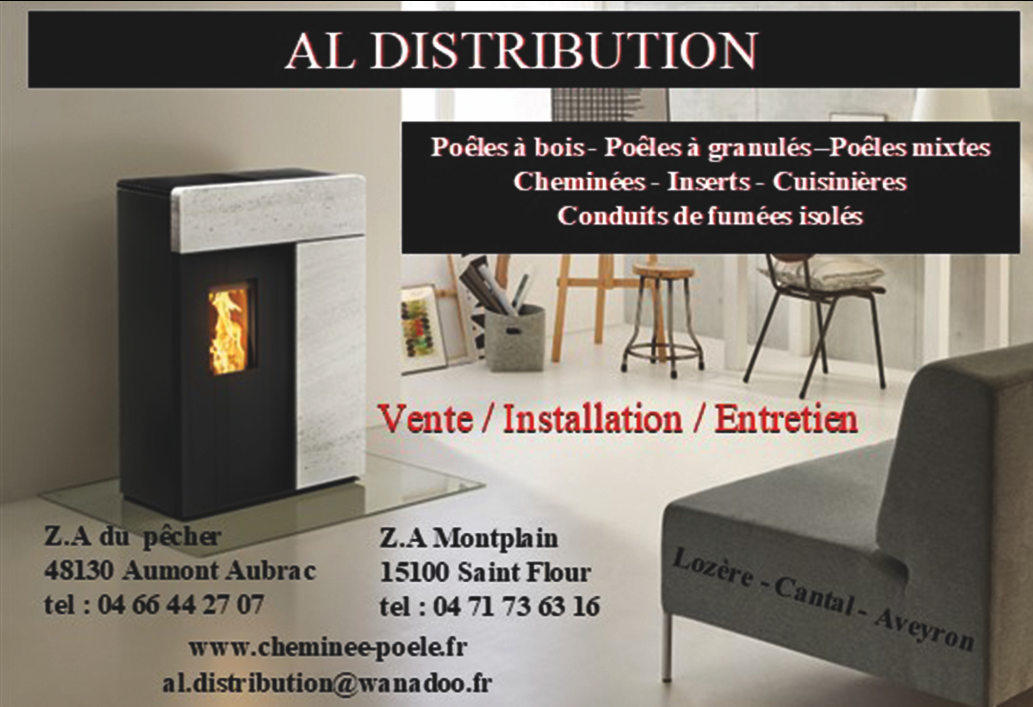 AL DISTRIBUTION
Poêles à bois - Poêles à granulés–Poêles mixtes
Cheminées - Inserts - Cuisinières
Conduits de fumées isolés
Vente / Installation / Entretien
Z.A du pêcher
48130 Aumont Aubrac
tel : 04 66 44 27 07
Z.A Montplain
15100 Saint Flour
tel : 04 71 73 63 16
Lozère - Cantal - Aveyron
www.cheminee-poele.fr
al.distribution@wanadoo.fr